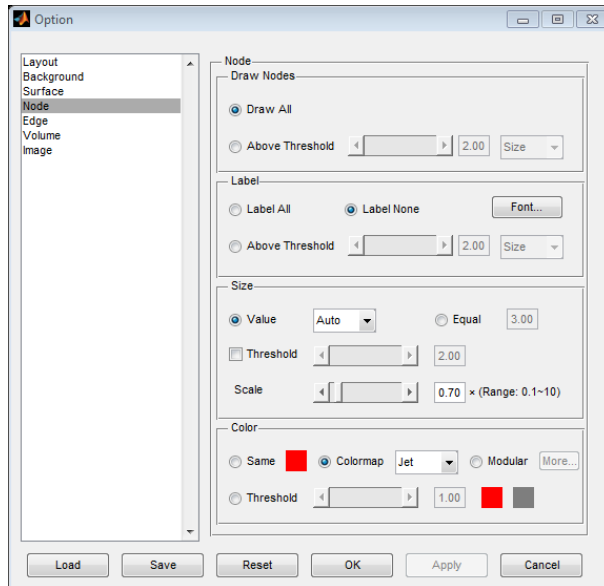 Option
Layout
Background
Surface
Node
Edge
Volume
Image
Node
Draw Nodes
Draw All
Above Threshold 2.00 Size
Label
Label All Label None Font...
Above Threshold 2.00 Size
Size
Value Auto Equal 3.00
Threshold 2.00
Scale 0.70 × (Range: 0.1~10)
Color
Same Colormap Jet Modular More...
Threshold 1.00
Load Save Reset OK Apply Cancel